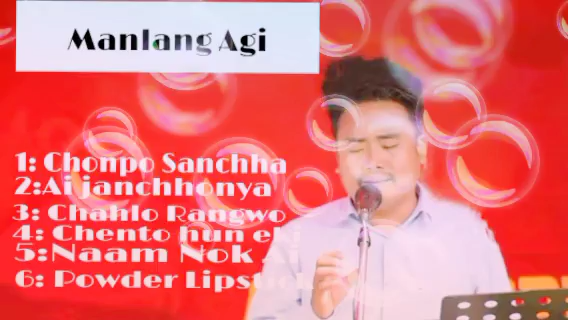 Manlang Agi
1: Chonpo Sanchha
2:Ai janchhonya
3: Chahlo Rangwo
4: Chento hun
5:Naam Nok
6: Powder Lipstick